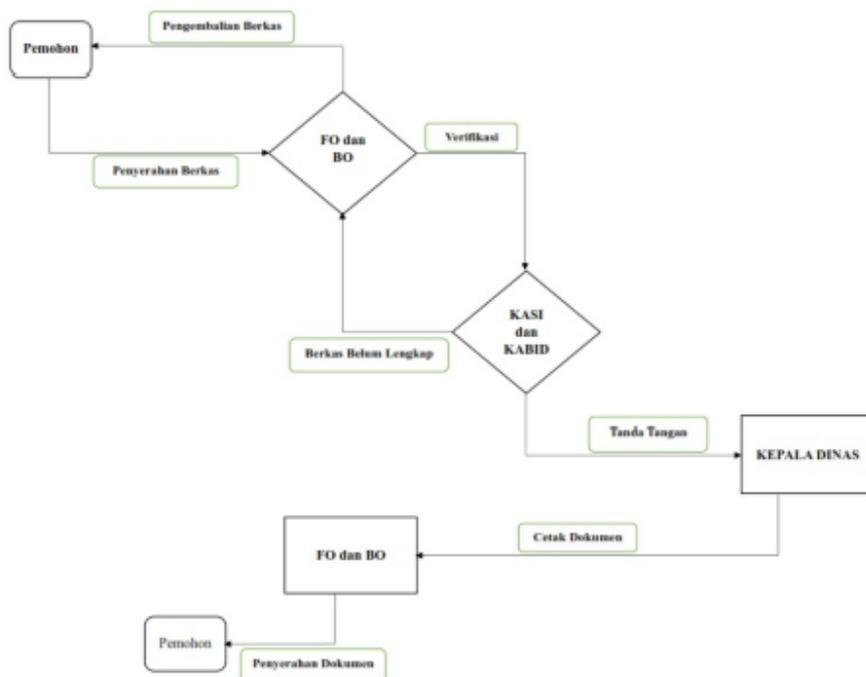 Pengembalian Berkas
Pemohon
FO dan
BO
Verifikasi
Penyerahan Berkas
KASI
dan
KABID
Berkas Belum Lengkap
Tanda Tangan
KEPALA DINAS
Cetak Dokumen
FO dan BO
Pemohon
Penyerahan Dokumen